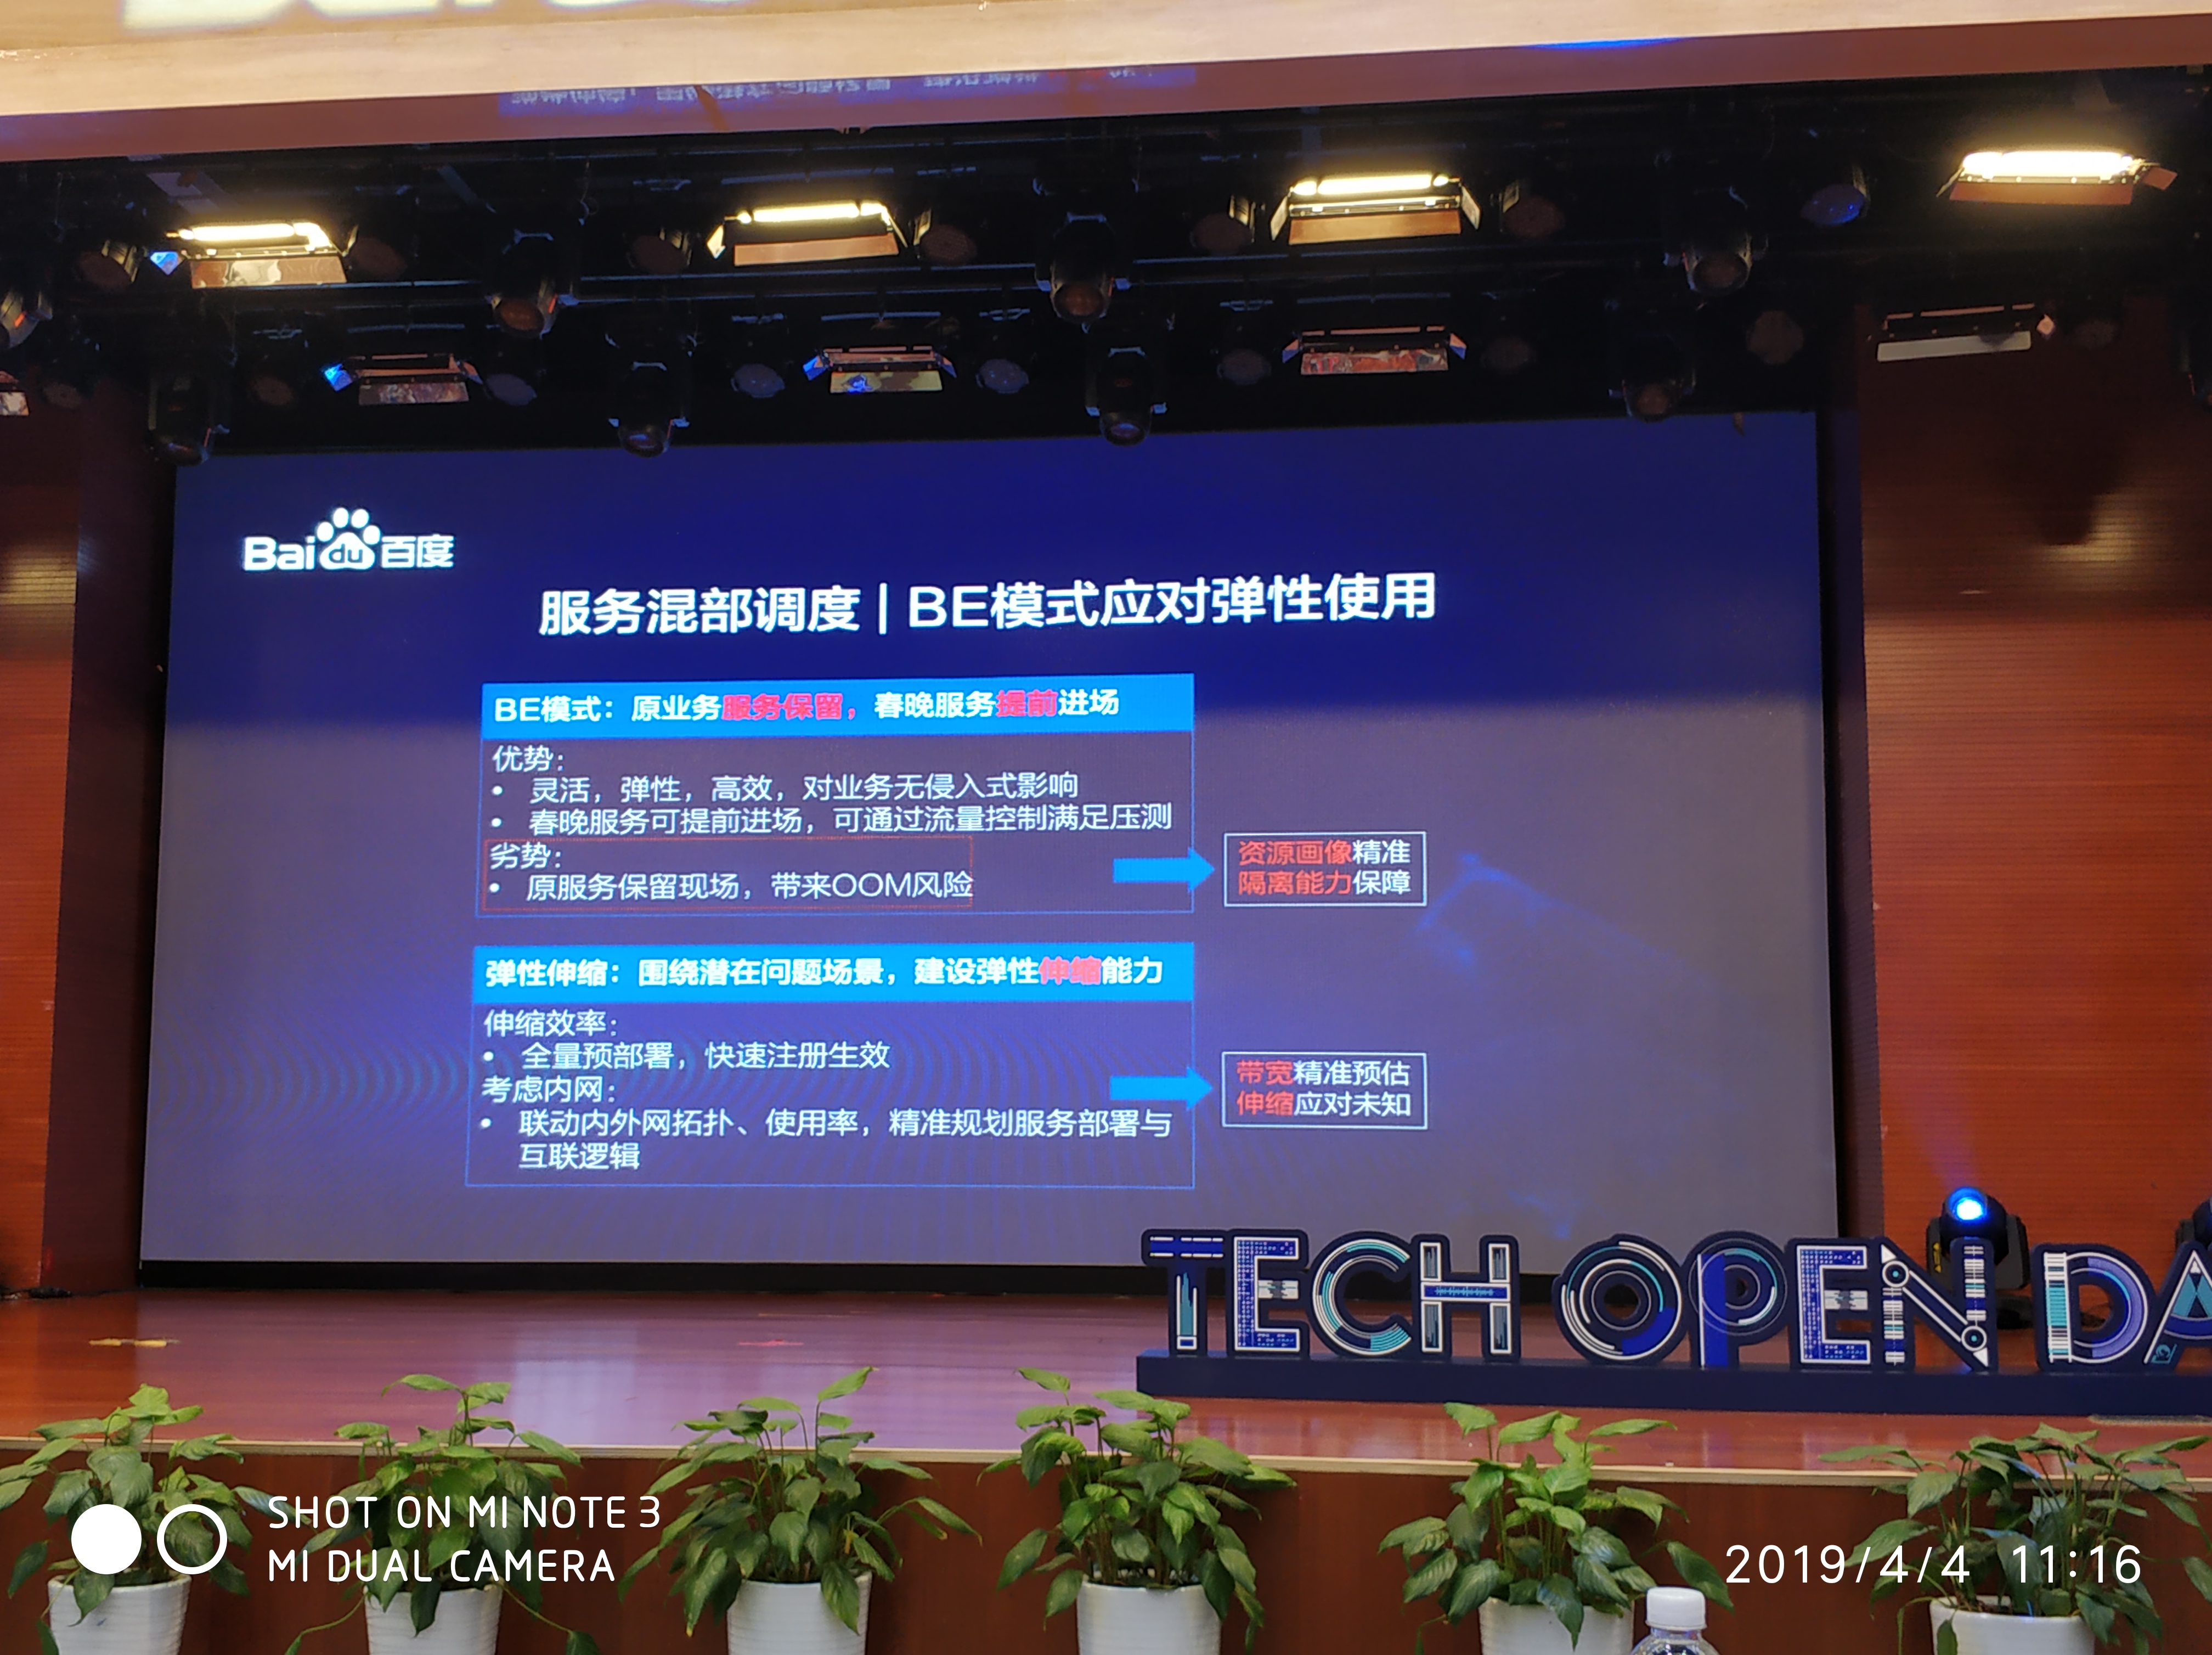 Baidu百度
服务混部调度 | BE模式应对弹性使用
BE模式：原业务服务保留，春晚服务提前进场
优势：
• 灵活，弹性，高效，对业务无侵入式影响
• 春晚服务可提前进场，可通过流量控制满足压测
劣势：
• 原服务保留现场，带来OOM风险
资源画像精准
隔离能力保障
弹性伸缩：围绕潜在问题场景，建设弹性伸缩能力
伸缩效率：
• 全量预部署，快速注册生效
考虑内网：
• 联动内外网拓扑、使用率，精准规划服务部署与
互联逻辑
带宽精准预估
伸缩应对未知
TECH OPEN DA
SHOT ON MI NOTE 3
MI DUAL CAMERA
2019/4/4 11:16